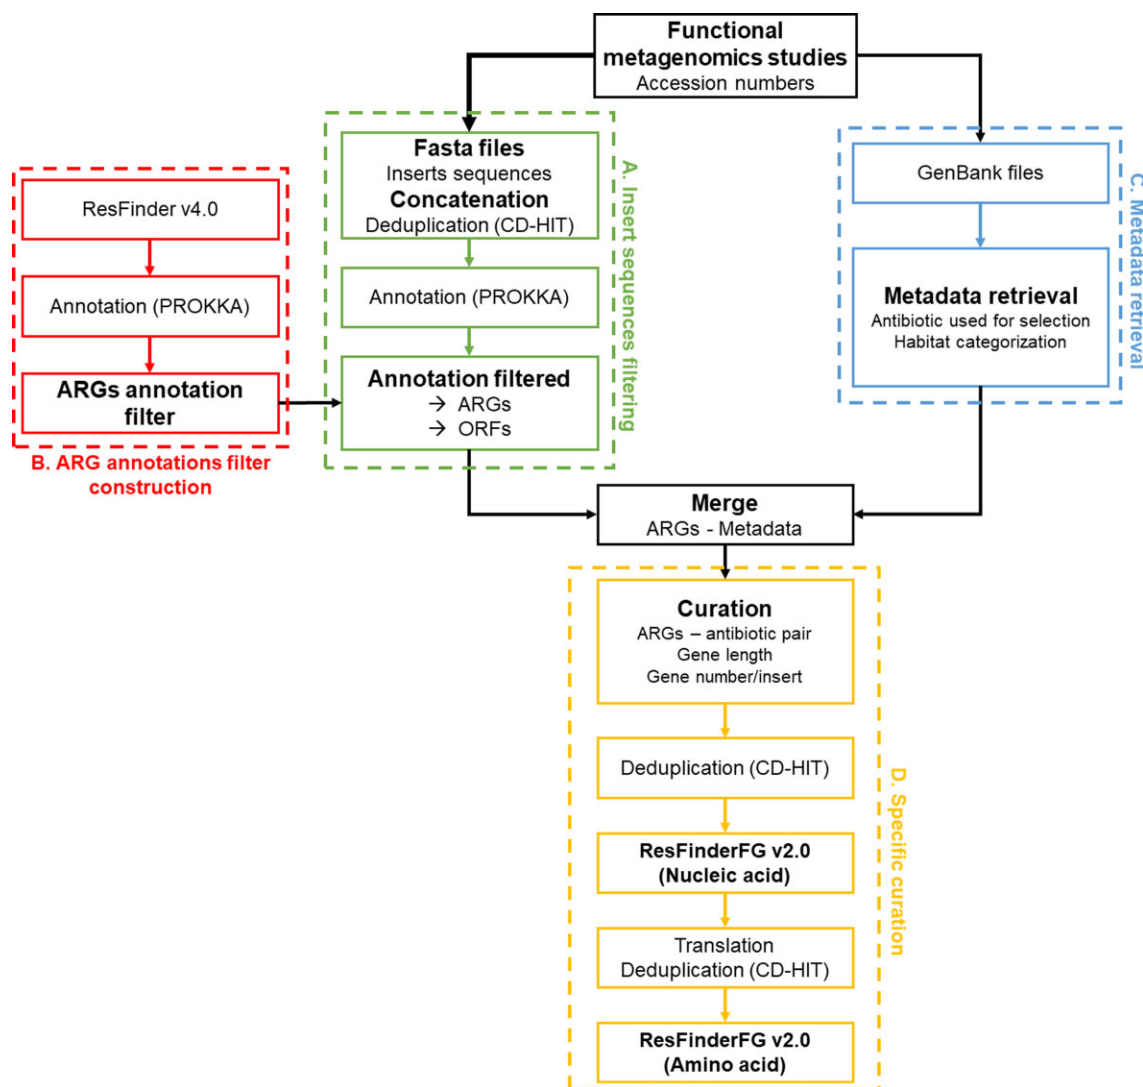 Functional
metagenomics studies
Accession numbers
Fasta files
Inserts sequences
Concatenation
Deduplication (CD-HIT)
Annotation (PROKKA)
Annotation filtered
→ ARGs
→ ORFs
A. Insert sequences filtering
ResFinder v4.0
Annotation (PROKKA)
ARGs annotation
filter
B. ARG annotations filter
construction
GenBank files
Metadata retrieval
Antibiotic used for selection
Habitat categorization
C. Metadata retrieval
Merge
ARGs - Metadata
Curation
ARGs – antibiotic pair
Gene length
Gene number/insert
Deduplication (CD-HIT)
ResFinderFG v2.0
(Nucleic acid)
Translation
Deduplication (CD-HIT)
ResFinderFG v2.0
(Amino acid)
D. Specific curation